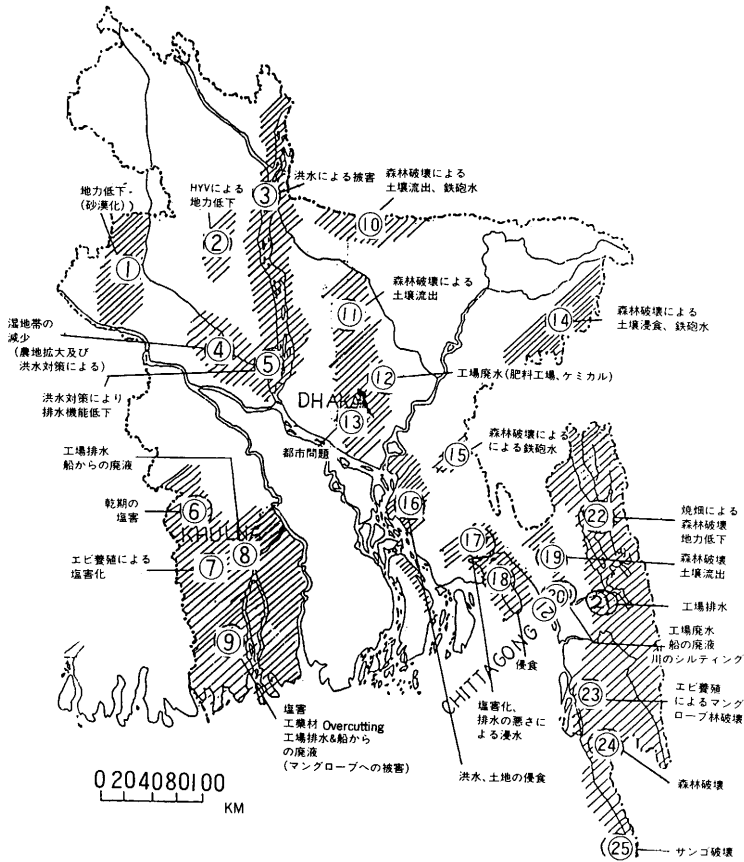 洪水による被害
森林破壊による
土壌流出、鉄砲水
地力低下
(砂漠化)
HYVによる
地力低下
③
⑩
②
①
森林破壊による
土壌流出
⑪
森林破壊による
土壌浸食、鉄砲水
⑭
湿地帯の
減少
(農地拡大及び
洪水対策による)
④
⑤
⑫
工場廃水(肥料工場、ケミカル)
洪水対策により
排水機能低下
DHAKA
⑬
都市問題
森林破壊による
による鉄砲水
⑮
工場排水
船からの廃液
乾期の
塩害
⑥
⑯
焼畑による
森林破壊
地力低下
㉒
KHULNA
⑰
エビ養殖による
塩害化
⑦
⑧
⑱
⑲
森林破壊
土壌流出
⑳
㉑
工場排水
侵食
工場廃水
船の廃液
川のシルティング
⑨
CHITTAGONG
塩害
工藁材 Overcutting
工場排水&船から
の廃液
(マングローブへの被害)
塩害化、
排水の悪さに
よる浸水
㉓
エビ養殖
によるマング
ローブ林破壊
洪水、土地の侵食
㉔
森林破壊
0 20 40 80 100
KM
㉕
サンゴ破壊